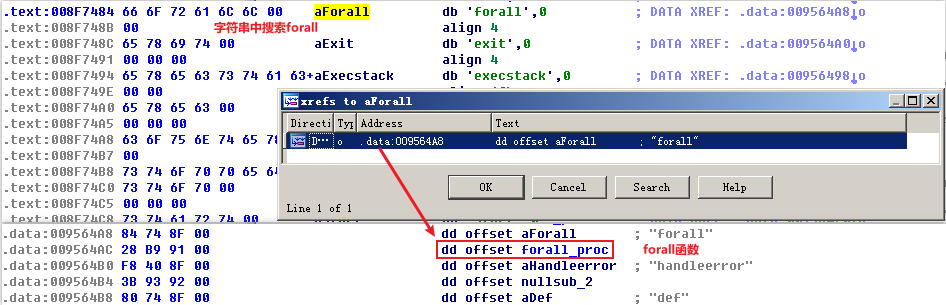 .text:008F7484 66 6F 72 61 6C 6C 00 aForall db 'forall',0 ; DATA XREF: .data:009564A8↓o
.text:008F748B 00 字符串中搜索forall align 4
.text:008F748C 65 78 69 74 00 aExit db 'exit',0 ; DATA XREF: .data:009564A0↓o
.text:008F7491 00 00 00 align 4
.text:008F7494 65 78 65 63 73 74 61 63+aExecstack db 'execstack',0 ; DATA XREF: .data:00956498↓o
.text:008F749E 00 00
.text:008F74A0 65 78 65 63 00
.text:008F74A5 00 00 00
.text:008F74A8 63 6F 75 6E 74 65 78
.text:008F74B7 00
.text:008F74B8 73 74 6F 70 70 65 64
.text:008F74C0 73 74 6F 70 00
.text:008F74C5 00 00 00
.text:008F74C8 73 74 61 72 74 00
xrefs to aForall
Directi Typ Address Text
D··· o .data:009564A8 dd offset aForall ; "forall"
OK Cancel Search Help
Line 1 of 1
.data:009564A8 84 74 8F 00 dd offset aForall ; "forall"
.data:009564AC 28 B9 91 00 dd offset forall_proc forall函数
.data:009564B0 F8 40 8F 00 dd offset aHandleerror ; "handleerror"
.data:009564B4 3B 93 92 00 dd offset nullsub_2
.data:009564B8 80 74 8F 00 dd offset aDef ; "def"